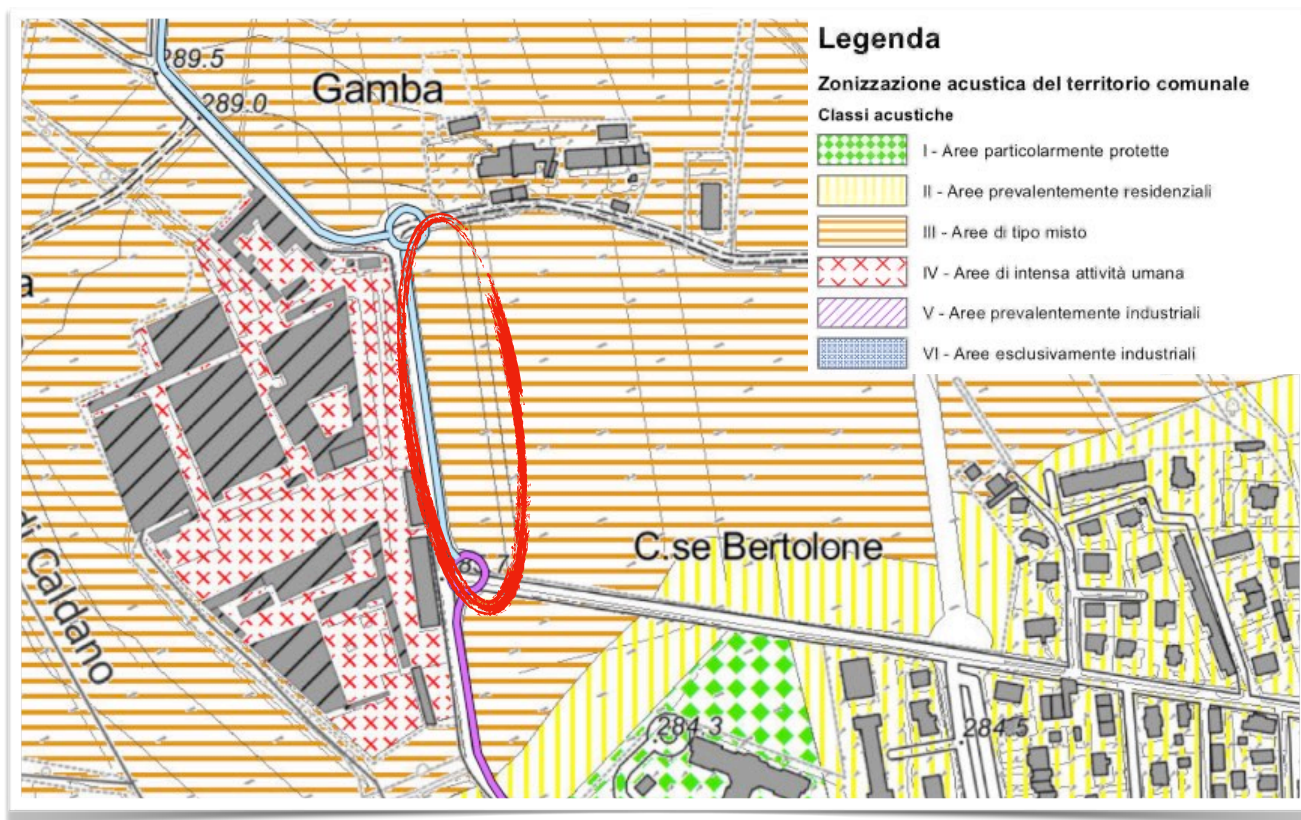 289.5
289.0
Gamba
Legenda
Zonizzazione acustica del territorio comunale
Classi acustiche
I - Aree particolarmente protette
II - Aree prevalentemente residenziali
III - Aree di tipo misto
IV - Aree di intensa attività umana
V - Aree prevalentemente industriali
VI - Aree esclusivamente industriali
a
di Caldano
C.se Bertolone
284.3
284.5